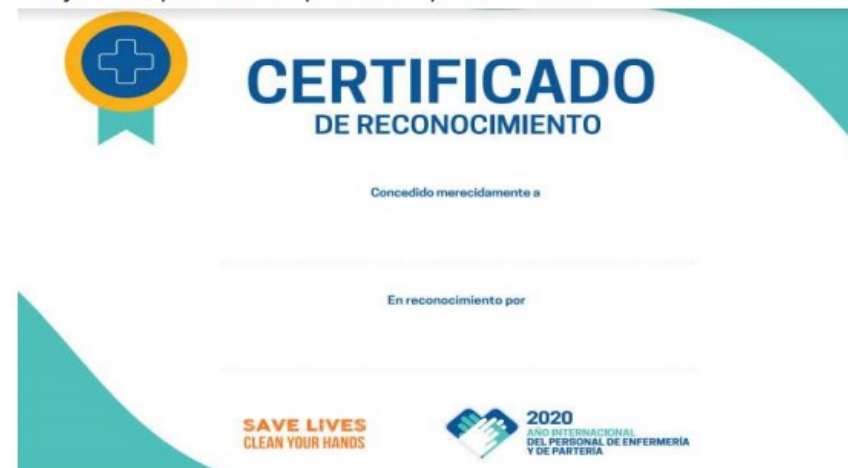 CERTIFICADO
DE RECONOCIMIENTO
Concedido merecidamente a
En reconocimiento por
SAVE LIVES
CLEAN YOUR HANDS
2020
AÑO INTERNACIONAL
DEL PERSONAL DE ENFERMERÍA
Y DE PARTERÍA